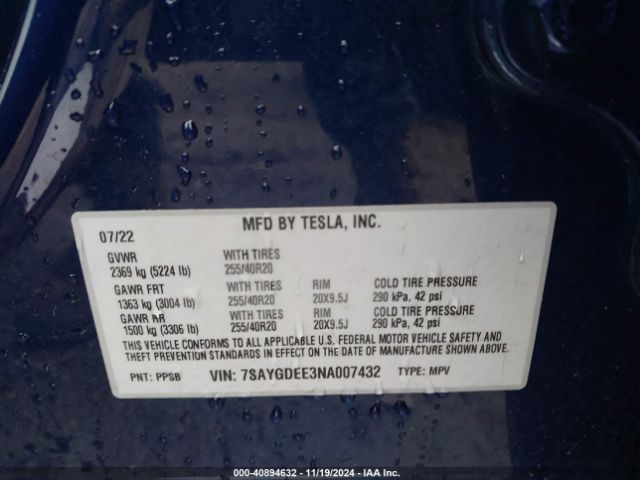 MFD BY TESLA, INC.
07/22
GVWR WITH TIRES
2369 kg (5224 lb) 255/40R20
GAWR FRT WITH TIRES RIM COLD TIRE PRESSURE
1363 kg (3004 lb) 255/40R20 20X9.5J 290 kPa, 42 psi
GAWR RR WITH TIRES RIM COLD TIRE PRESSURE
1500 kg (3306 lb) 255/40R20 20X9.5J 290 kPa, 42 psi
THIS VEHICLE CONFORMS TO ALL APPLICABLE U.S. FEDERAL MOTOR VEHICLE SAFETY AND
THEFT PREVENTION STANDARDS IN EFFECT ON THE DATE OF MANUFACTURE SHOWN ABOVE.
PNT: PPSB VIN: 7SAYGDEE3NA007432 TYPE: MPV
000-40894632 - 11/19/2024 - IAA Inc.